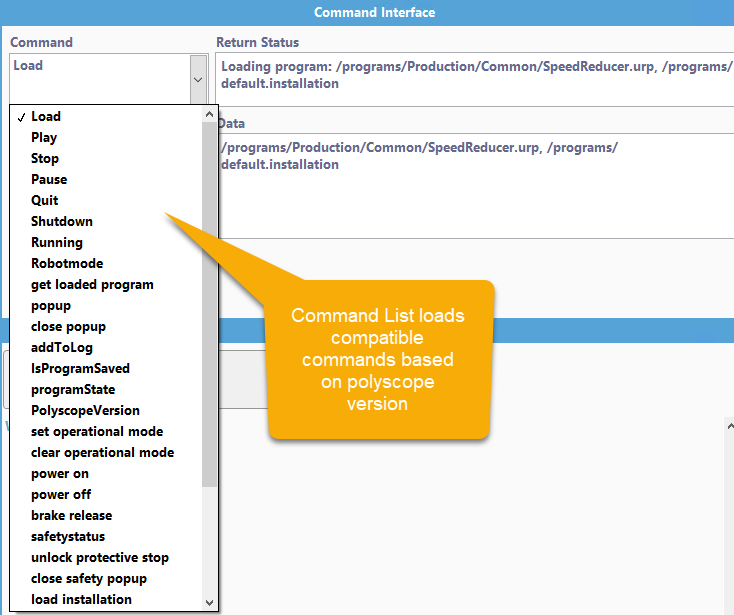 Command Interface
Command
Return Status
Load
Loading program: /programs/Production/Common/SpeedReducer.urp, /programs/
default.installation
Data
/programs/Production/Common/SpeedReducer.urp, /programs/
default.installation
✓ Load
Play
Stop
Pause
Quit
Shutdown
Running
Robotmode
get loaded program
popup
close popup
addToLog
IsProgramSaved
programState
PolyscopeVersion
set operational mode
clear operational mode
power on
power off
brake release
safetystatus
unlock protective stop
close safety popup
load installation
Command List loads
compatible
commands based
on polyscope
version